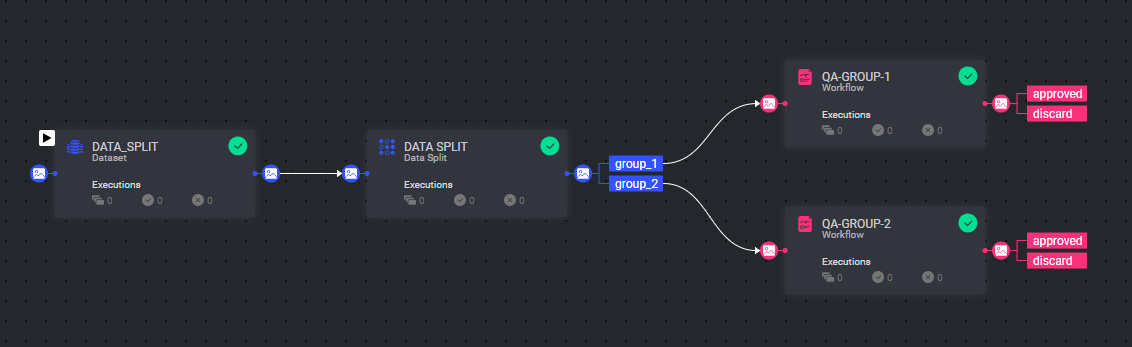 DATA_SPLIT
Dataset
Executions
0 0 0
DATA SPLIT
Data Split
Executions
0 0 0
group_1
group_2
QA-GROUP-1
Workflow
Executions
0 0 0
approved
discard
QA-GROUP-2
Workflow
Executions
0 0 0
approved
discard